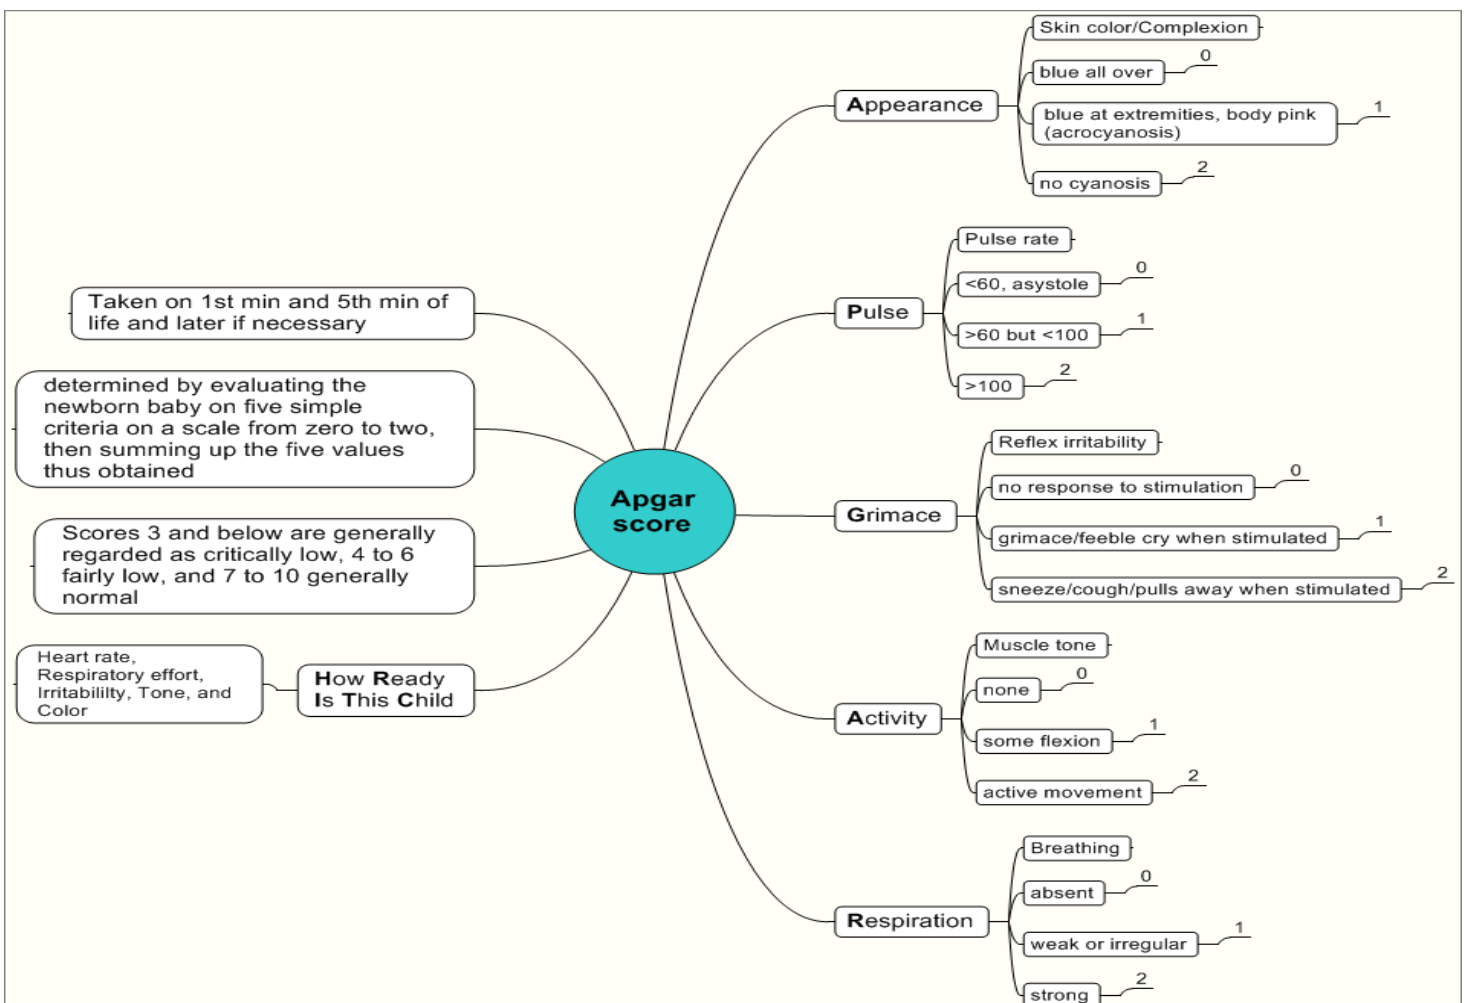 Apgar
score
Taken on 1st min and 5th min of
life and later if necessary
determined by evaluating the
newborn baby on five simple
criteria on a scale from zero to two,
then summing up the five values
thus obtained
Scores 3 and below are generally
regarded as critically low, 4 to 6
fairly low, and 7 to 10 generally
normal
How Ready
Is This Child
Heart rate,
Respiratory effort,
Irritabililty, Tone, and
Color
Appearance
Skin color/Complexion
blue all over
0
blue at extremities, body pink
(acrocyanosis)
1
no cyanosis
2
Pulse
Pulse rate
<60, asystole
0
>60 but <100
1
>100
2
Grimace
Reflex irritability
no response to stimulation
0
grimace/feeble cry when stimulated
1
sneeze/cough/pulls away when stimulated
2
Activity
Muscle tone
none
0
some flexion
1
active movement
2
Respiration
Breathing
absent
0
weak or irregular
1
strong
2